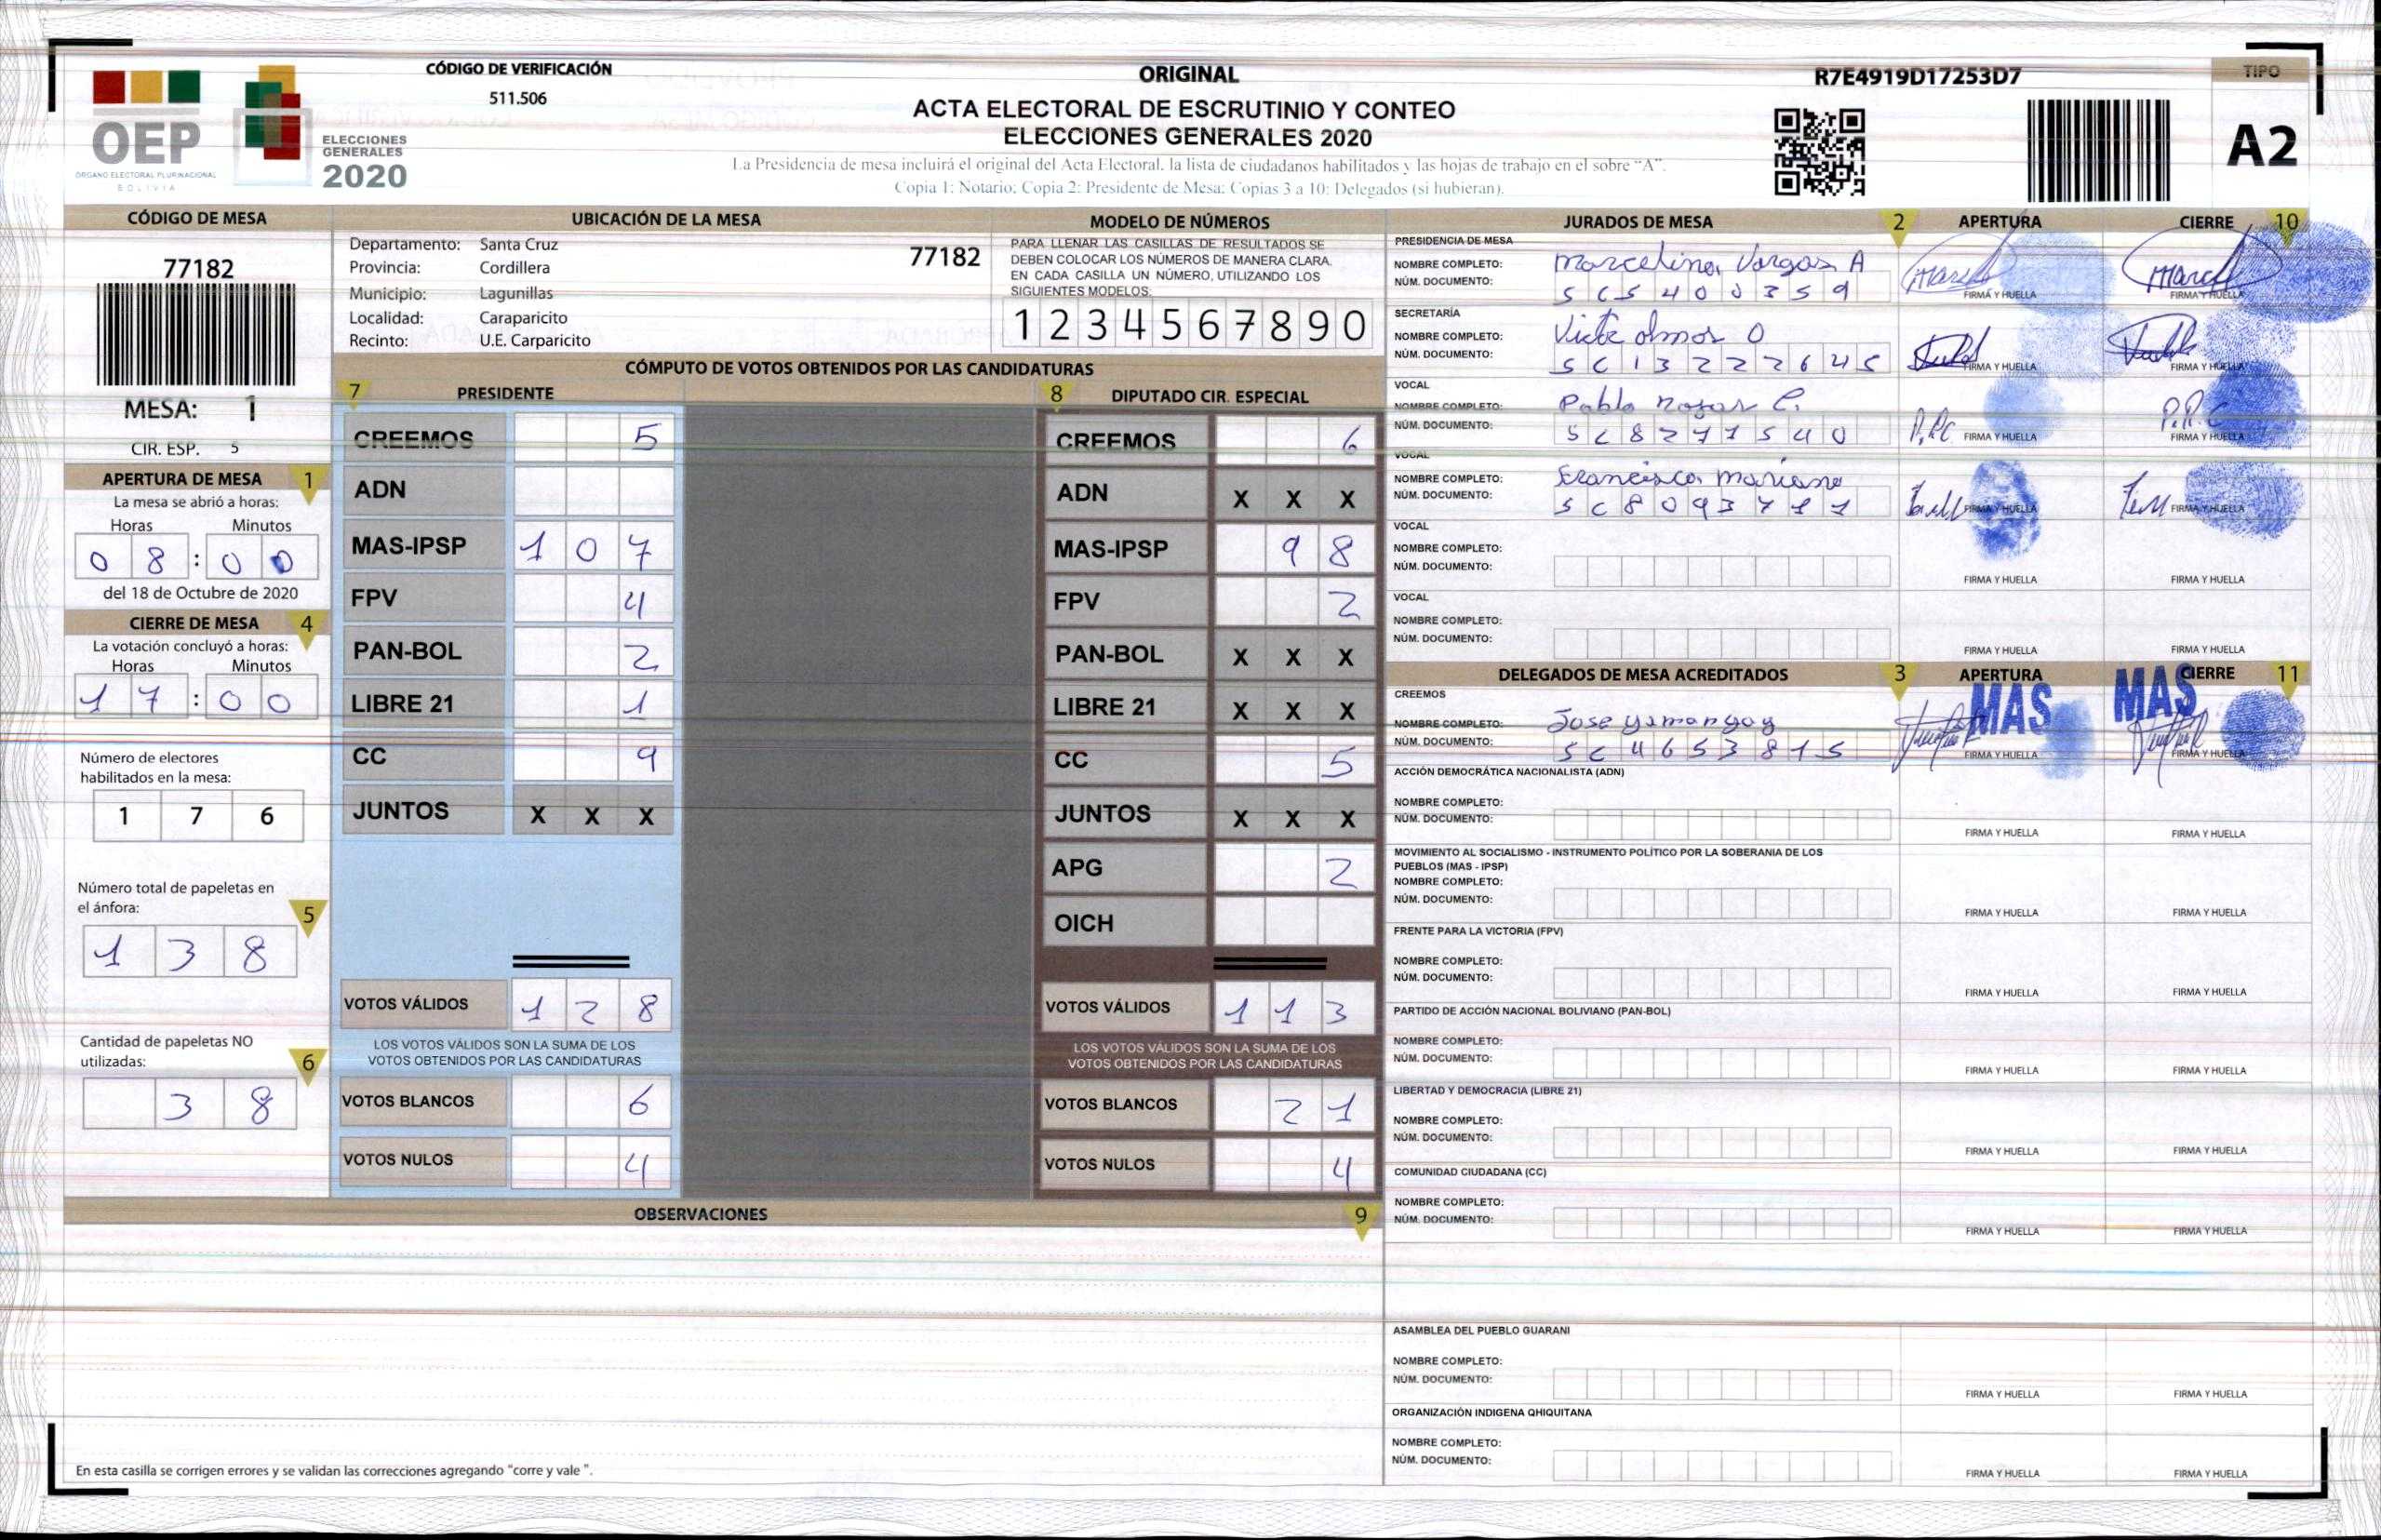 CÓDIGO DE VERIFICACIÓN
511.506
OEP
ÓRGANO ELECTORAL PLURINACIONAL
BOLIVIA
ELECCIONES
GENERALES
2020
ORIGINAL
ACTA ELECTORAL DE ESCRUTINIO Y CONTEO
ELECCIONES GENERALES 2020
La Presidencia de mesa incluirá el original del Acta Electoral, la lista de ciudadanos habilitados y las hojas de trabajo en el sobre "A".
Copia 1: Notario; Copia 2: Presidente de Mesa; Copias 3 a 10: Delegados (si hubieran).
R7E4919D17253D7
TIPO
A2
CÓDIGO DE MESA
77182
MESA: 1
CIR. ESP. 5
APERTURA DE MESA 1
La mesa se abrió a horas:
Horas Minutos
0 8 : 0 0
del 18 de Octubre de 2020
CIERRE DE MESA 4
La votación concluyó a horas:
Horas Minutos
1 7 : 0 0
Número de electores
habilitados en la mesa:
1 7 6
Número total de papeletas en
el ánfora: 5
1 3 8
Cantidad de papeletas NO
utilizadas: 6
3 8
UBICACIÓN DE LA MESA
Departamento: Santa Cruz 77182
Provincia: Cordillera
Municipio: Lagunillas
Localidad: Caraparicito
Recinto: U.E. Carparicito
MODELO DE NÚMEROS
PARA LLENAR LAS CASILLAS DE RESULTADOS SE
DEBEN COLOCAR LOS NÚMEROS DE MANERA CLARA.
EN CADA CASILLA UN NÚMERO, UTILIZANDO LOS
SIGUIENTES MODELOS:
1 2 3 4 5 6 7 8 9 0
CÓMPUTO DE VOTOS OBTENIDOS POR LAS CANDIDATURAS
7 PRESIDENTE
CREEMOS 5
ADN
MAS-IPSP 1 0 7
FPV 4
PAN-BOL 2
LIBRE 21 1
CC 9
JUNTOS X X X
VOTOS VÁLIDOS 1 2 8
LOS VOTOS VÁLIDOS SON LA SUMA DE LOS
VOTOS OBTENIDOS POR LAS CANDIDATURAS
VOTOS BLANCOS 6
VOTOS NULOS 4
8 DIPUTADO CIR. ESPECIAL
CREEMOS 6
ADN X X X
MAS-IPSP 9 8
FPV 2
PAN-BOL X X X
LIBRE 21 X X X
CC 5
JUNTOS X X X
APG 2
OICH
VOTOS VÁLIDOS 1 1 3
LOS VOTOS VÁLIDOS SON LA SUMA DE LOS
VOTOS OBTENIDOS POR LAS CANDIDATURAS
VOTOS BLANCOS 2 1
VOTOS NULOS 4
OBSERVACIONES 9
En esta casilla se corrigen errores y se validan las correcciones agregando "corre y vale ".
JURADOS DE MESA 2 APERTURA CIERRE 10
PRESIDENCIA DE MESA
NOMBRE COMPLETO: Marcelino Vargas A
NÚM. DOCUMENTO: S C 5 4 0 0 3 5 9
FIRMA Y HUELLA FIRMA Y HUELLA
SECRETARÍA
NOMBRE COMPLETO: Victor olmos O
NÚM. DOCUMENTO: S C 1 3 2 2 2 6 4 5
FIRMA Y HUELLA FIRMA Y HUELLA
VOCAL
NOMBRE COMPLETO: Pablo Rojas C.
NÚM. DOCUMENTO: S C 8 2 7 1 5 4 0
FIRMA Y HUELLA P.R.C FIRMA Y HUELLA
VOCAL
NOMBRE COMPLETO: Francisco Mariano
NÚM. DOCUMENTO: S C 8 0 9 3 7 1 1
FIRMA Y HUELLA FIRMA Y HUELLA
VOCAL
NOMBRE COMPLETO:
NÚM. DOCUMENTO:
FIRMA Y HUELLA FIRMA Y HUELLA
VOCAL
NOMBRE COMPLETO:
NÚM. DOCUMENTO:
FIRMA Y HUELLA FIRMA Y HUELLA
DELEGADOS DE MESA ACREDITADOS 3 APERTURA CIERRE 11
CREEMOS
MAS MAS
NOMBRE COMPLETO: Jose yamangay
NÚM. DOCUMENTO: S C 4 6 5 3 8 1 5
FIRMA Y HUELLA FIRMA Y HUELLA
ACCIÓN DEMOCRÁTICA NACIONALISTA (ADN)
NOMBRE COMPLETO:
NÚM. DOCUMENTO:
FIRMA Y HUELLA FIRMA Y HUELLA
MOVIMIENTO AL SOCIALISMO - INSTRUMENTO POLÍTICO POR LA SOBERANIA DE LOS
PUEBLOS (MAS - IPSP)
NOMBRE COMPLETO:
NÚM. DOCUMENTO:
FIRMA Y HUELLA FIRMA Y HUELLA
FRENTE PARA LA VICTORIA (FPV)
NOMBRE COMPLETO:
NÚM. DOCUMENTO:
FIRMA Y HUELLA FIRMA Y HUELLA
PARTIDO DE ACCIÓN NACIONAL BOLIVIANO (PAN-BOL)
NOMBRE COMPLETO:
NÚM. DOCUMENTO:
FIRMA Y HUELLA FIRMA Y HUELLA
LIBERTAD Y DEMOCRACIA (LIBRE 21)
NOMBRE COMPLETO:
NÚM. DOCUMENTO:
FIRMA Y HUELLA FIRMA Y HUELLA
COMUNIDAD CIUDADANA (CC)
NOMBRE COMPLETO:
NÚM. DOCUMENTO:
FIRMA Y HUELLA FIRMA Y HUELLA
ASAMBLEA DEL PUEBLO GUARANI
NOMBRE COMPLETO:
NÚM. DOCUMENTO:
FIRMA Y HUELLA FIRMA Y HUELLA
ORGANIZACIÓN INDIGENA QHIQUITANA
NOMBRE COMPLETO:
NÚM. DOCUMENTO:
FIRMA Y HUELLA FIRMA Y HUELLA